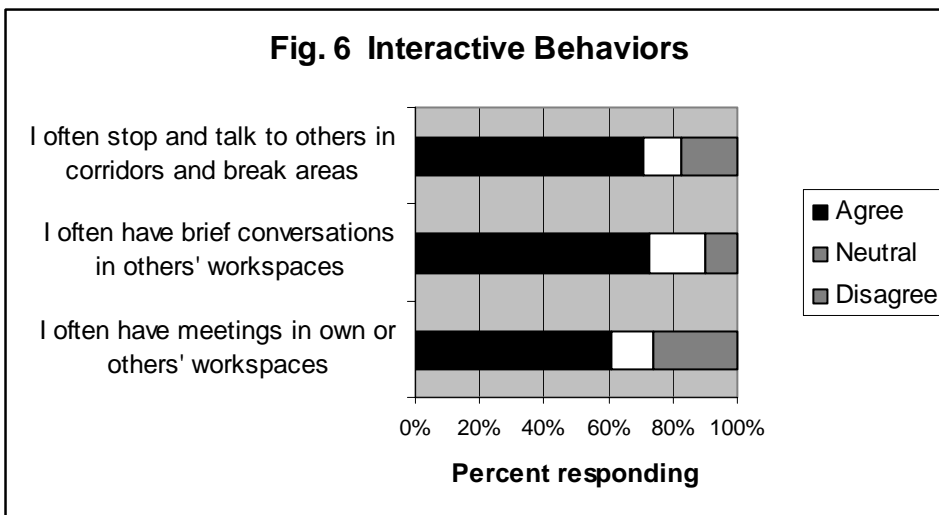 Fig. 6 Interactive Behaviors
I often stop and talk to others in
corridors and break areas
I often have brief conversations
in others' workspaces
I often have meetings in own or
others' workspaces
Agree
Neutral
Disagree
0% 20% 40% 60% 80% 100%
Percent responding